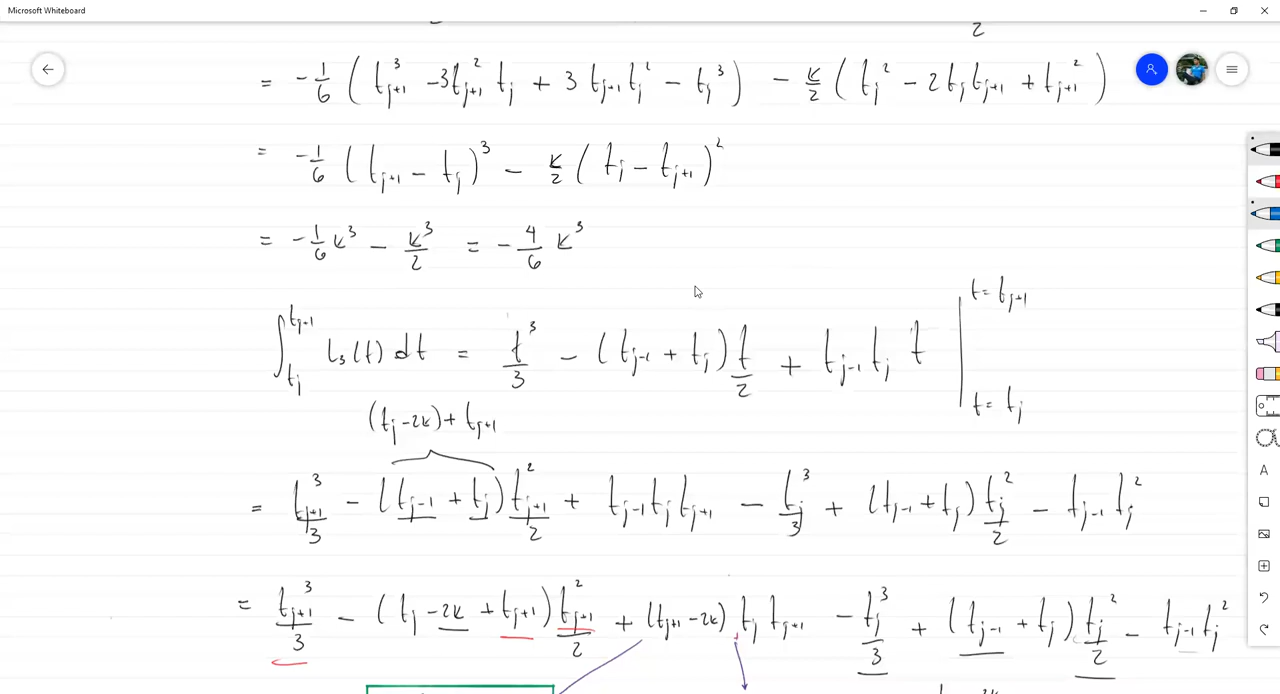 Microsoft Whiteboard
2
= -1/6 ( t_{j+1}^3 - 3t_{j+1}^2 t_j + 3 t_{j+1} t_j^2 - t_j^3 ) - k/2 ( t_j^2 - 2 t_j t_{j+1} + t_{j+1}^2 )
= -1/6 ( t_{j+1} - t_j )^3 - k/2 ( t_j - t_{j+1} )^2
= -1/6 k^3 - k^3/2 = - 4/6 k^3
∫_{t_j}^{t_{j+1}} L_3(t) dt = t^3/3 - (t_{j-1} + t_j) t/2 + t_{j-1} t_j t |_{t = t_j}^{t = t_{j+1}}
(t_j - 2k) + t_{j+1}
= t_{j+1}^3/3 - (t_{j-1} + t_j) t_{j+1}^2/2 + t_{j-1} t_j t_{j+1} - t_j^3/3 + (t_{j-1} + t_j) t_j^2/2 - t_{j-1} t_j^2
= t_{j+1}^3/3 - (t_j - 2k + t_{j+1}) t_{j+1}^2/2 + (t_{j+1} - 2k) t_j t_{j+1} - t_j^3/3 + (t_{j-1} + t_j) t_j^2/2 - t_{j-1} t_j^2
A